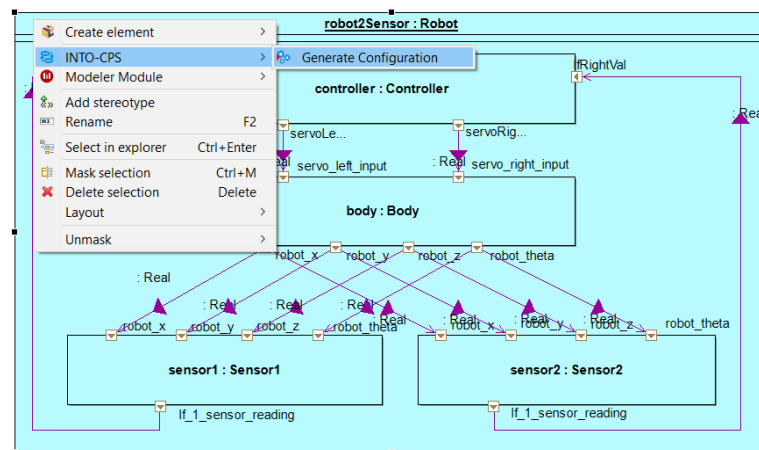 robot2Sensor : Robot
Create element
INTO-CPS
Generate Configuration
Modeler Module
Add stereotype
Rename F2
Select in explorer Ctrl+Enter
Mask selection Ctrl+M
Delete selection Delete
Layout
Unmask
lfRightVal
controller : Controller
: Rea
servoLe...
servoRig...
servo_left_input
: Real
servo_right_input
body : Body
robot_x
robot_y
robot_z
robot_theta
: Real
: Real
: Real
: Real
: Real
: Real
: Real
: Real
robot_x
robot_y
robot_z
robot_theta
robot_x
robot_y
robot_z
robot_theta
sensor1 : Sensor1
sensor2 : Sensor2
lf_1_sensor_reading
lf_1_sensor_reading